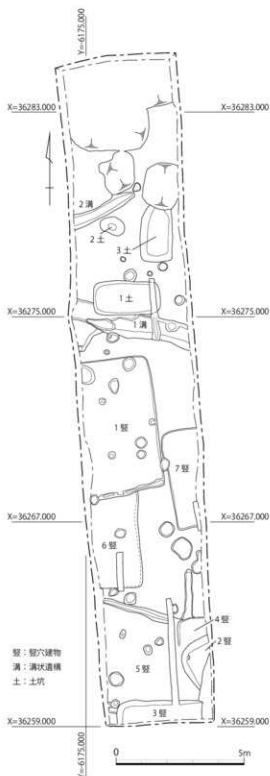 Y=-6175.000
X=36283.000
X=36283.000
2 溝
2 土
3 土
1 土
X=36275.000
X=36275.000
1 溝
1 竪
7 竪
X=36267.000
X=36267.000
6 竪
4 竪
2 竪
5 竪
3 竪
竪：竪穴建物
溝：溝状遺構
土：土坑
X=36259.000
X=36259.000
Y=-6175.000
0
5m